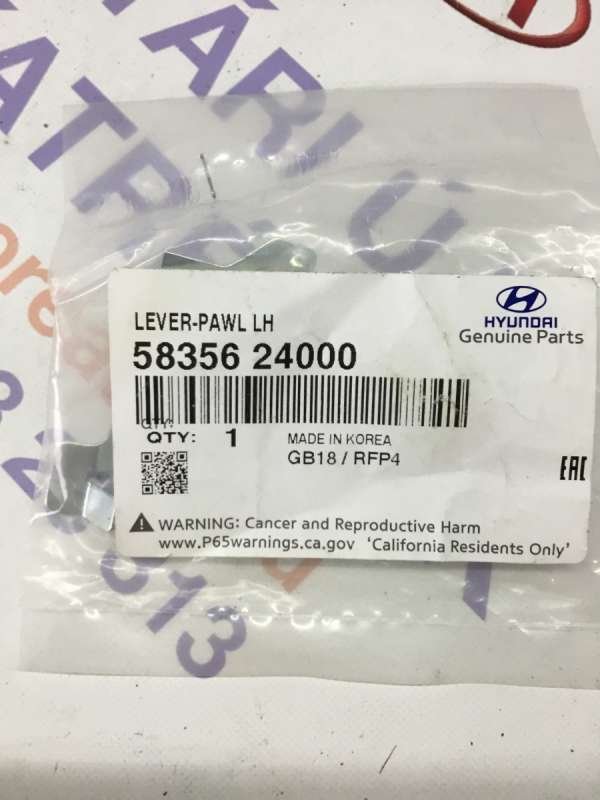 LEVER-PAWL LH
58356 24000
HYUNDAI
Genuine Parts
QTY:
QTY: 1
MADE IN KOREA
GB18 / RFP4
EAC
WARNING: Cancer and Reproductive Harm
www.P65warnings.ca.gov 'California Residents Only'